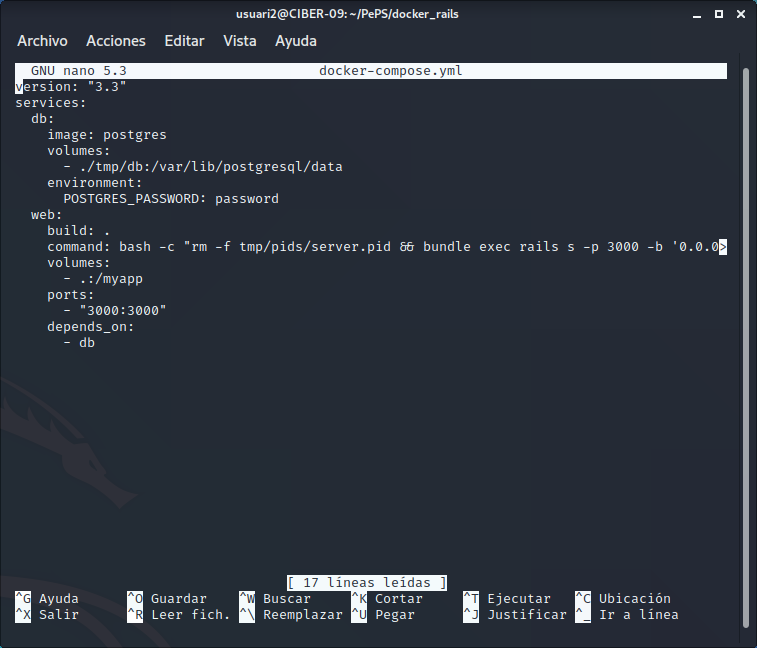 usuari2@CIBER-09: ~/PePS/docker_rails
Archivo Acciones Editar Vista Ayuda
GNU nano 5.3 docker-compose.yml
version: "3.3"
services:
  db:
    image: postgres
    volumes:
      - ./tmp/db:/var/lib/postgresql/data
    environment:
      POSTGRES_PASSWORD: password
  web:
    build: .
    command: bash -c "rm -f tmp/pids/server.pid && bundle exec rails s -p 3000 -b '0.0.0>
    volumes:
      - .:/myapp
    ports:
      - "3000:3000"
    depends_on:
      - db
[ 17 líneas leídas ]
^G Ayuda ^O Guardar ^W Buscar ^K Cortar ^T Ejecutar ^C Ubicación
^X Salir ^R Leer fich. ^\ Reemplazar ^U Pegar ^J Justificar ^_ Ir a línea